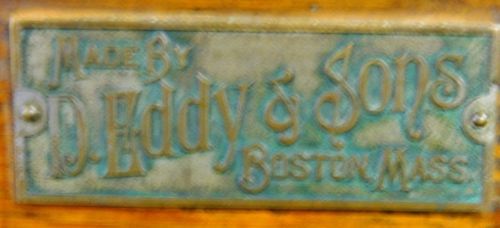 MADE BY
D. Eddy & Sons
BOSTON, MASS.